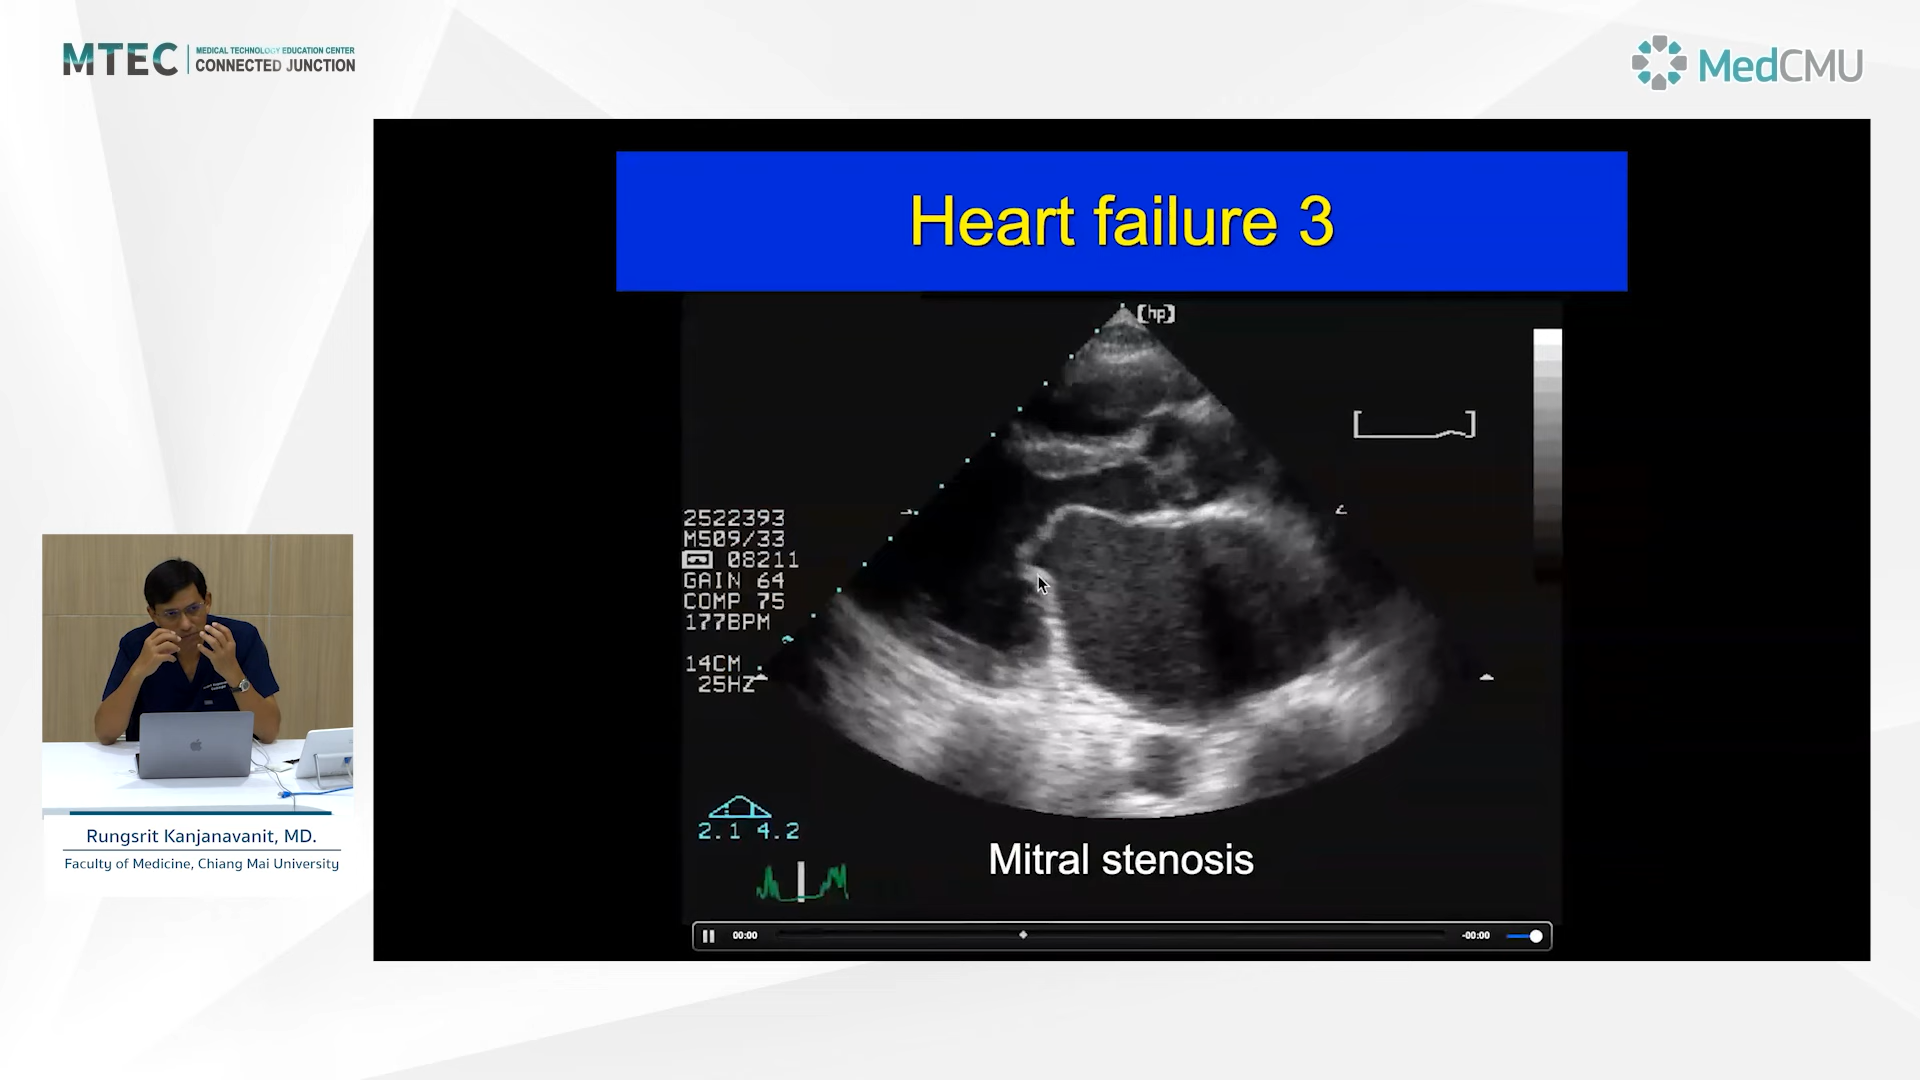 MTEC
MEDICAL TECHNOLOGY EDUCATION CENTER
CONNECTED JUNCTION
MedCMU
Heart failure 3
[hp]
2522393
M509/33
08211
GAIN 64
COMP 75
177BPM
14CM
25HZ
2.1 4.2
Mitral stenosis
00:00
-00:00
Rungsrit Kanjanavanit, MD.
Faculty of Medicine, Chiang Mai University